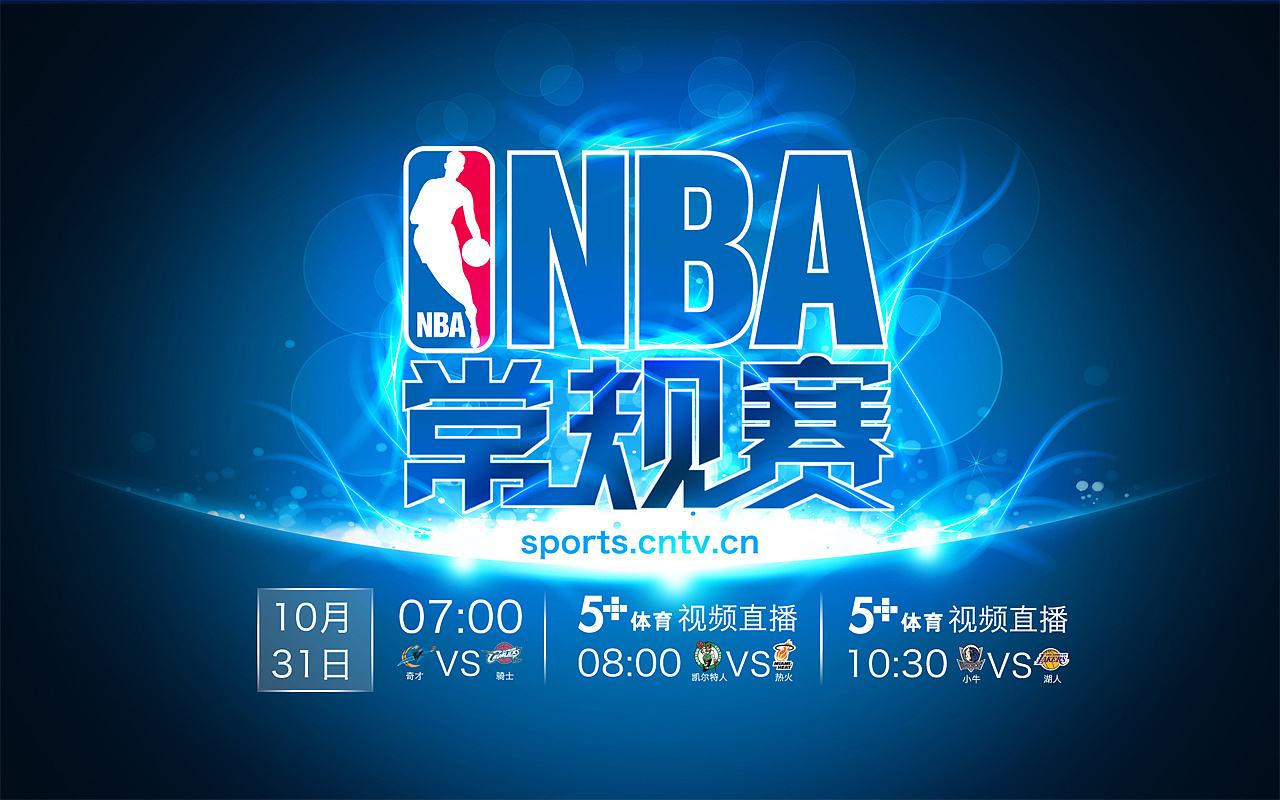 NBA
NBA
常规赛
sports.cntv.cn
10月
31日
07:00
奇才 VS 骑士
5+体育 视频直播
08:00 凯尔特人 VS 热火
5+体育 视频直播
10:30 小牛 VS 湖人